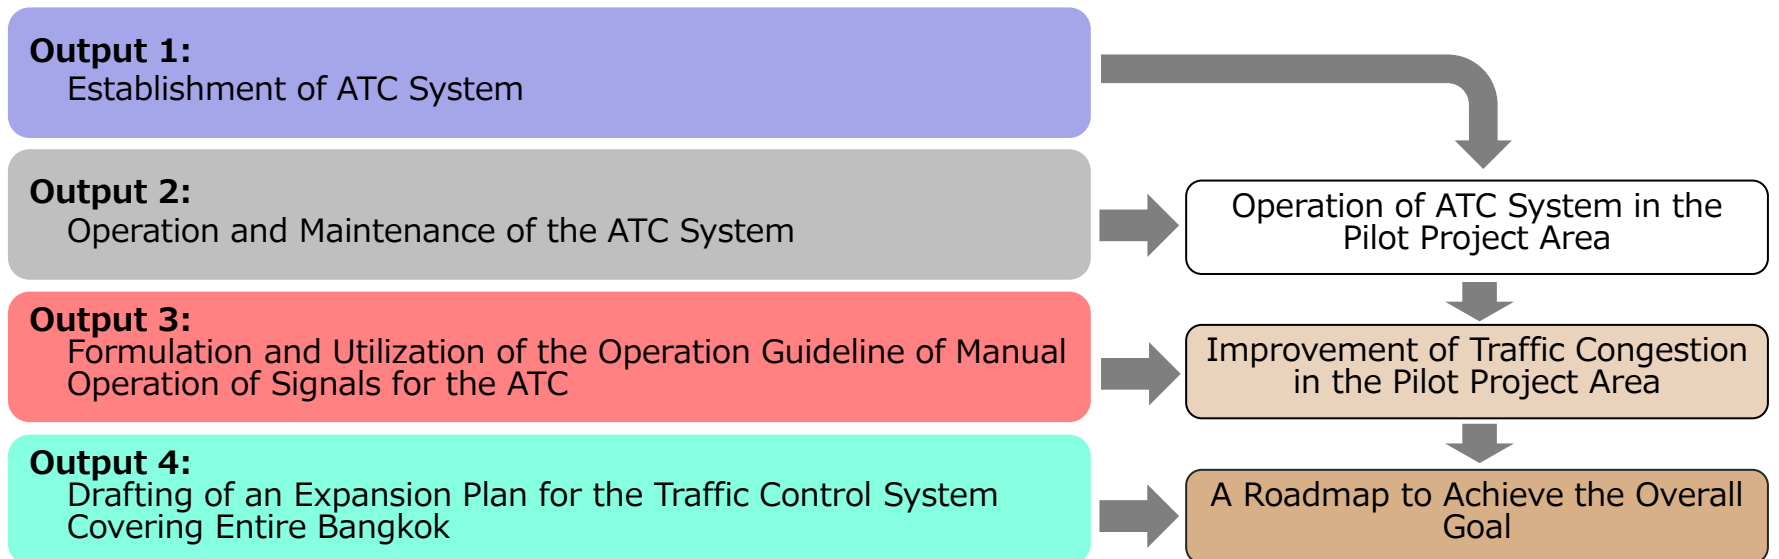 Output 1:
Establishment of ATC System
Output 2:
Operation and Maintenance of the ATC System
Operation of ATC System in the
Pilot Project Area
Output 3:
Formulation and Utilization of the Operation Guideline of Manual
Operation of Signals for the ATC
Improvement of Traffic Congestion
in the Pilot Project Area
Output 4:
Drafting of an Expansion Plan for the Traffic Control System
Covering Entire Bangkok
A Roadmap to Achieve the Overall
Goal